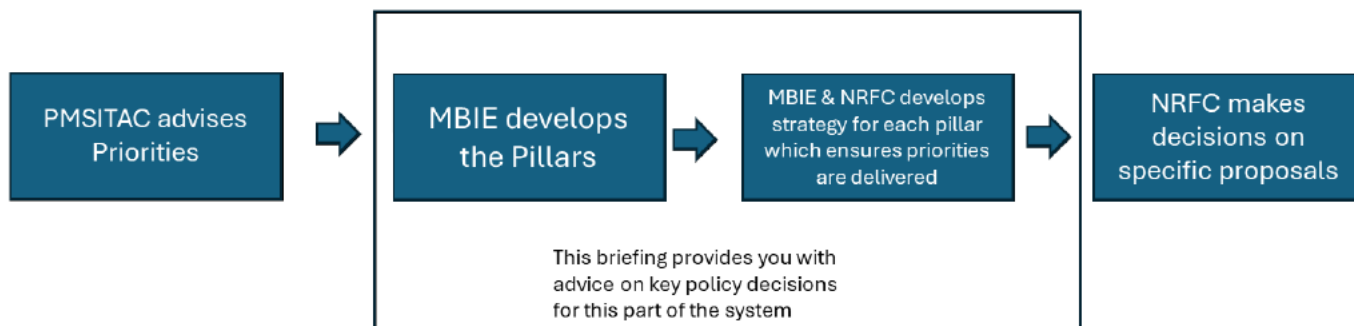 PMSITAC advises
Priorities
MBIE develops
the Pillars
MBIE & NRFC develops
strategy for each pillar
which ensures priorities
are delivered
NRFC makes
decisions on
specific proposals
This briefing provides you with
advice on key policy decisions
for this part of the system